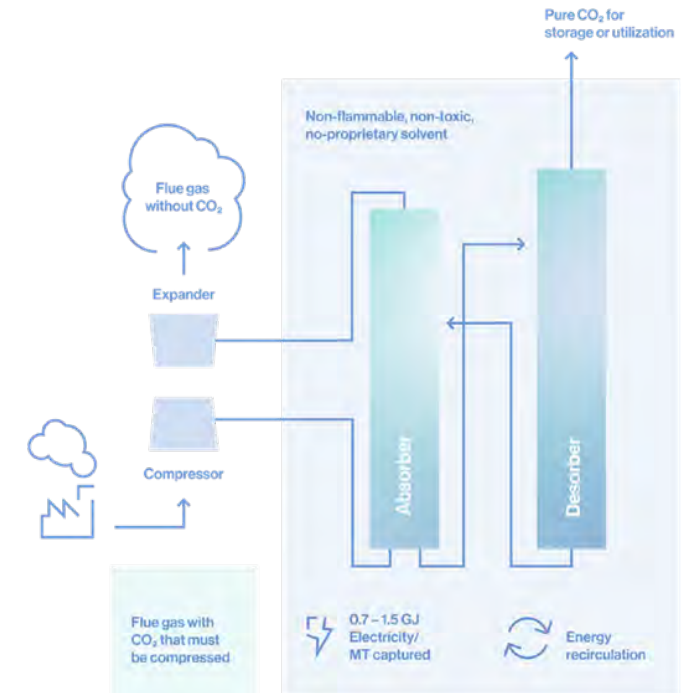 Pure CO₂ for
storage or utilization
Non-flammable, non-toxic,
no-proprietary solvent
Flue gas
without CO₂
Expander
Compressor
Absorber
Desorber
Flue gas with
CO₂ that must
be compressed
0.7 – 1.5 GJ
Electricity/
MT captured
Energy
recirculation